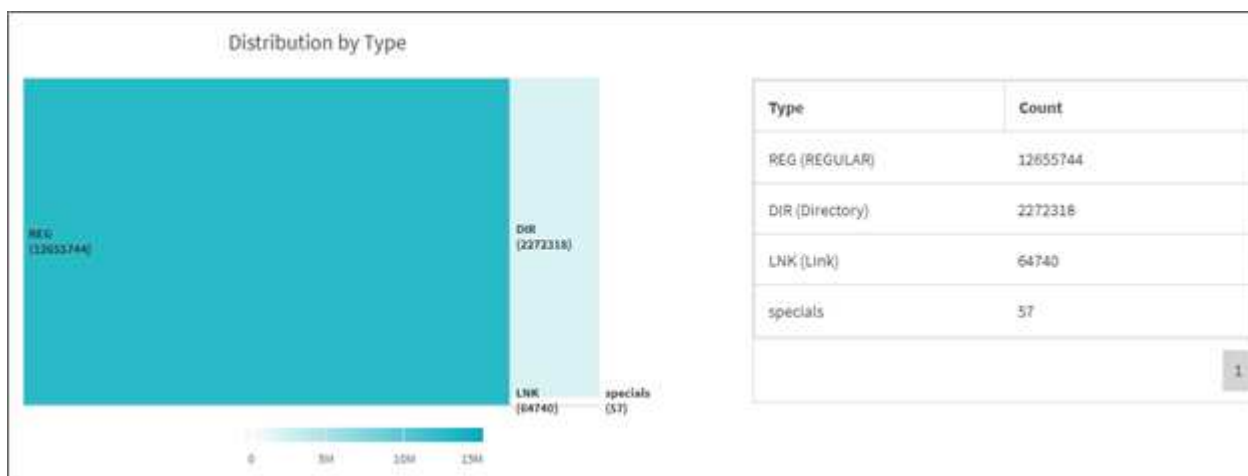 Distribution by Type
REG
(12655744)
DIR
(2272318)
LNK
(64740)
specials
(57)
0 5M 10M 15M
Type Count
REG (REGULAR) 12655744
DIR (Directory) 2272318
LNK (Link) 64740
specials 57
1